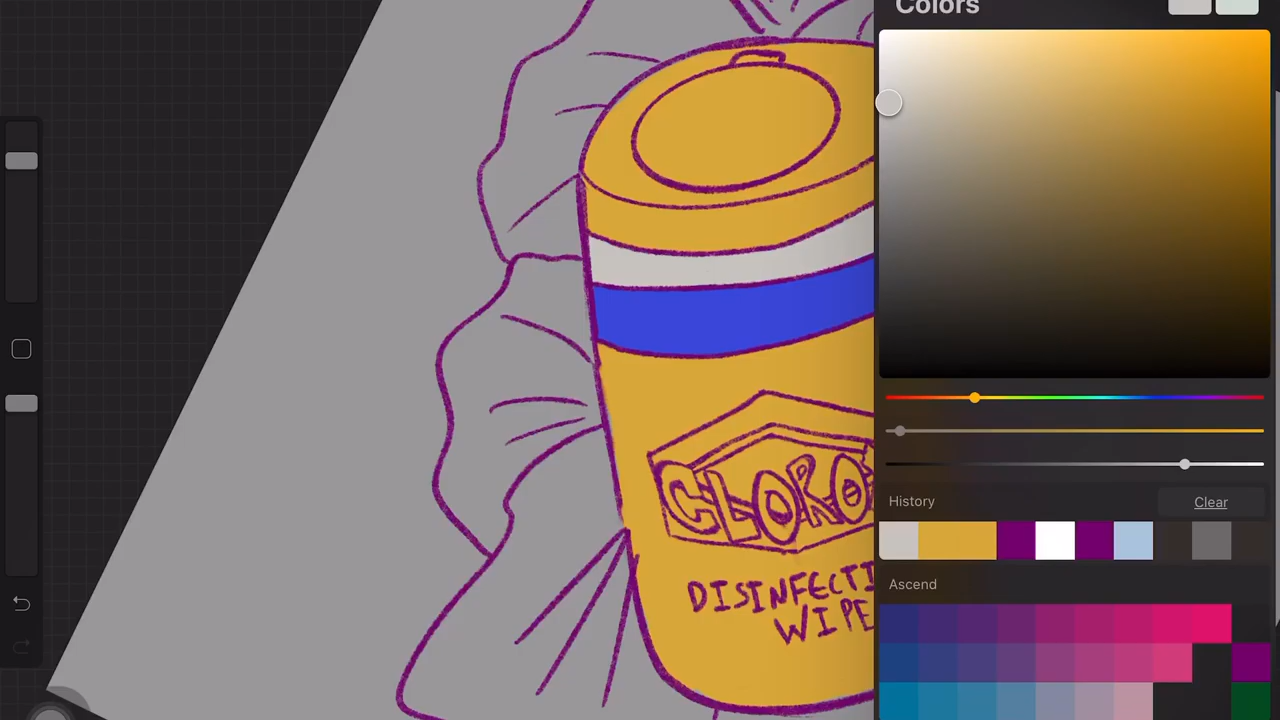 Colors
CLORO
DISINFECTI
WIPE
History
Clear
Ascend